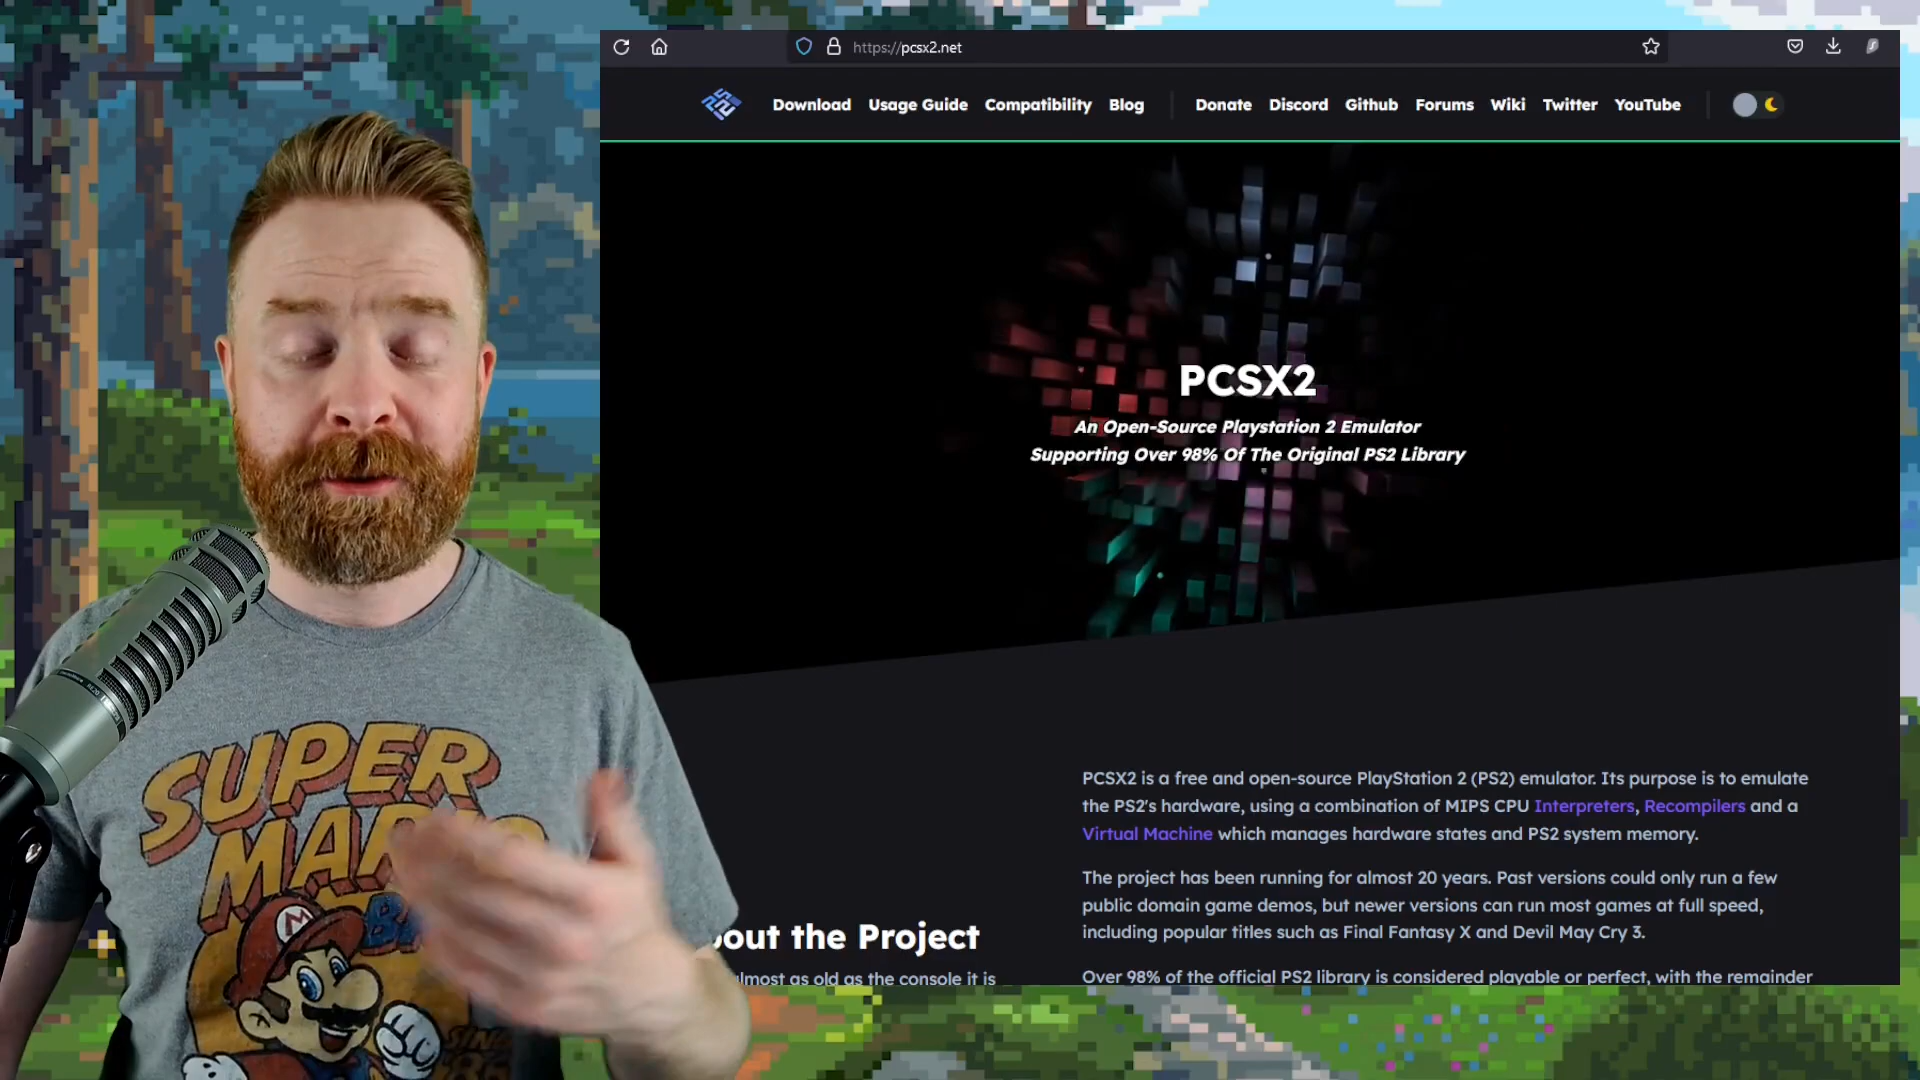 https://pcsx2.net
Download Usage Guide Compatibility Blog Donate Discord Github Forums Wiki Twitter YouTube
PCSX2
An Open-Source Playstation 2 Emulator
Supporting Over 98% Of The Original PS2 Library
PCSX2 is a free and open-source PlayStation 2 (PS2) emulator. Its purpose is to emulate
the PS2's hardware, using a combination of MIPS CPU Interpreters, Recompilers and a
Virtual Machine which manages hardware states and PS2 system memory.
The project has been running for almost 20 years. Past versions could only run a few
public domain game demos, but newer versions can run most games at full speed,
including popular titles such as Final Fantasy X and Devil May Cry 3.
Over 98% of the official PS2 library is considered playable or perfect, with the remainder
out the Project
lmost as old as the console it is
SUPER
MAR
M